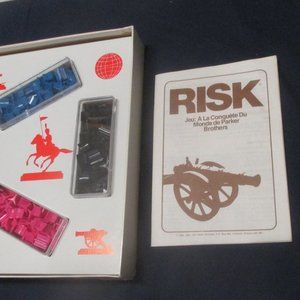 RISK
Jeu: A La Conquête Du
Monde de Parker
Brothers